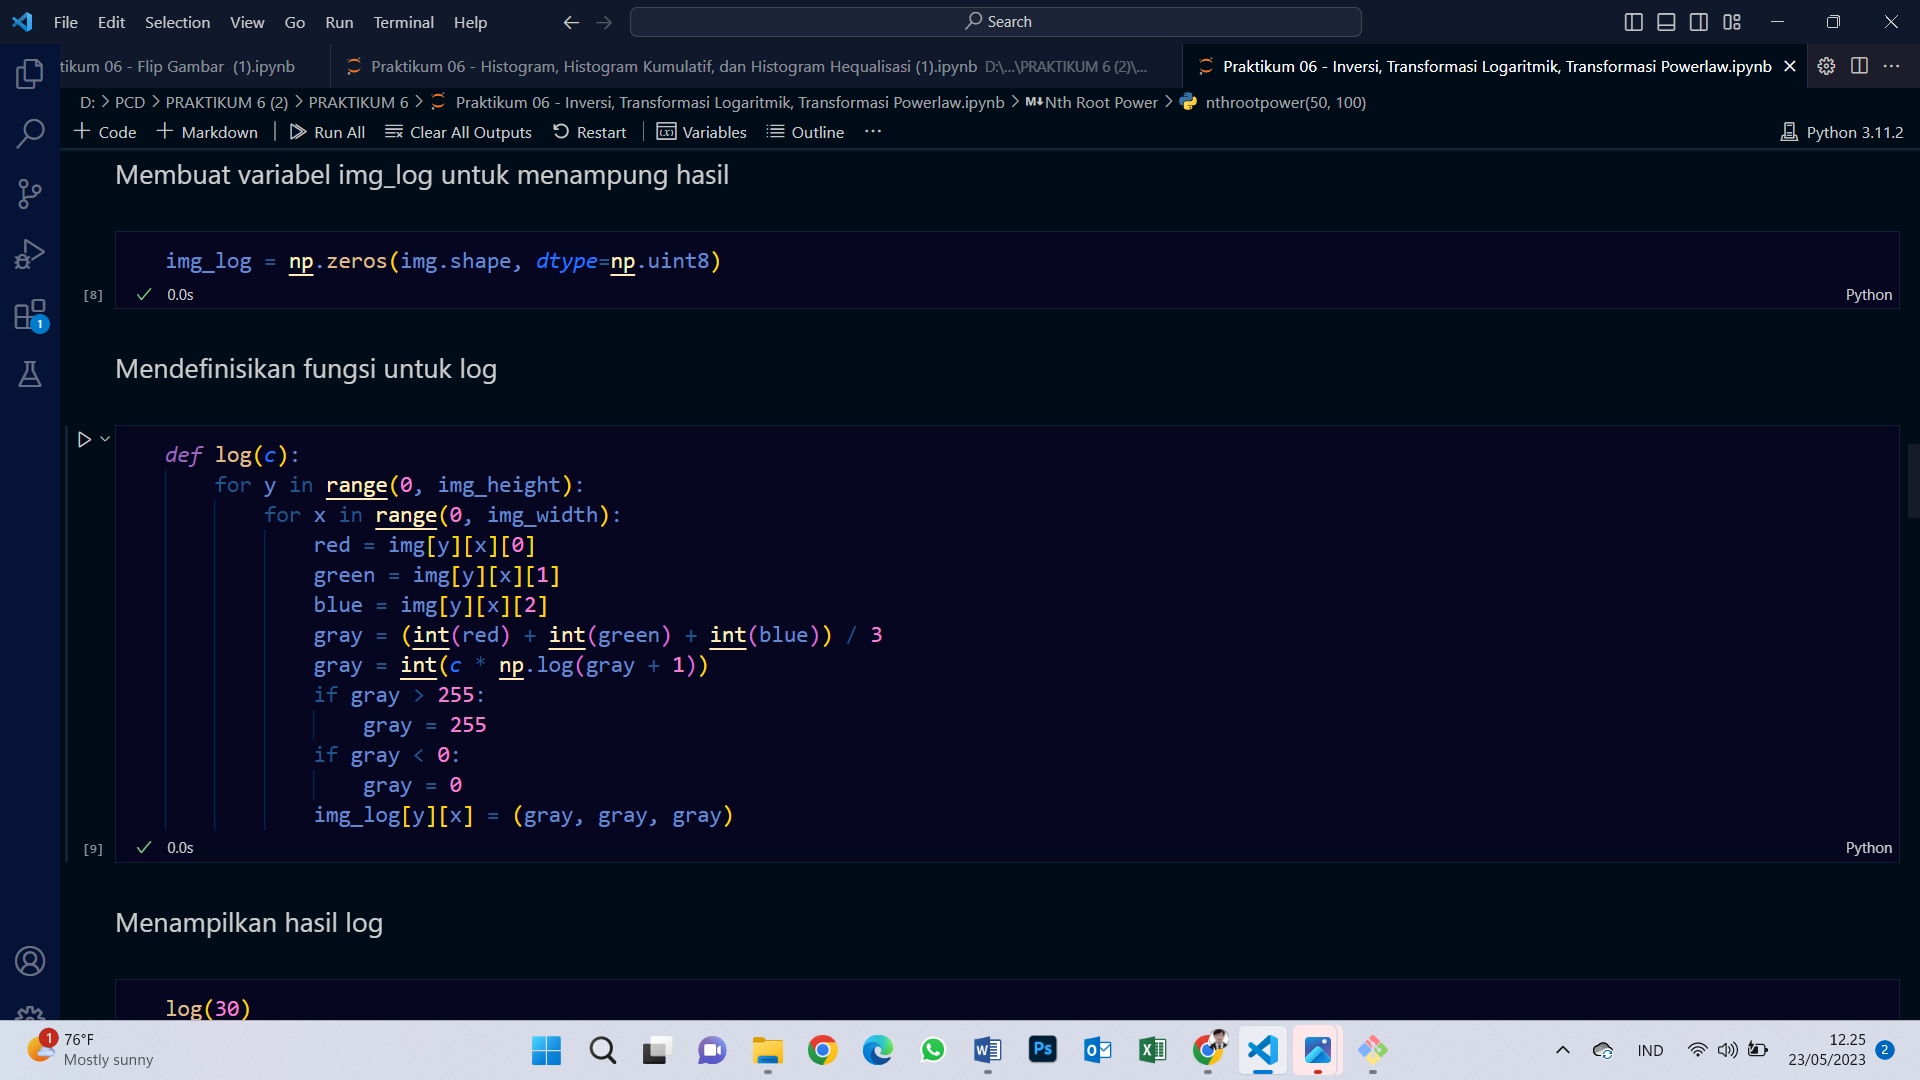 File Edit Selection View Go Run Terminal Help
Search
tikum 06 - Flip Gambar (1).ipynb
Praktikum 06 - Histogram, Histogram Kumulatif, dan Histogram Hequalisasi (1).ipynb D:\...\PRAKTIKUM 6 (2)\...
Praktikum 06 - Inversi, Transformasi Logaritmik, Transformasi Powerlaw.ipynb
D: > PCD > PRAKTIKUM 6 (2) > PRAKTIKUM 6 > Praktikum 06 - Inversi, Transformasi Logaritmik, Transformasi Powerlaw.ipynb > M↓Nth Root Power > nthrootpower(50, 100)
+ Code + Markdown | Run All Clear All Outputs Restart | Variables Outline ...
Python 3.11.2
Membuat variabel img_log untuk menampung hasil
img_log = np.zeros(img.shape, dtype=np.uint8)
[8] ✓ 0.0s Python
Mendefinisikan fungsi untuk log
def log(c):
for y in range(0, img_height):
for x in range(0, img_width):
red = img[y][x][0]
green = img[y][x][1]
blue = img[y][x][2]
gray = (int(red) + int(green) + int(blue)) / 3
gray = int(c * np.log(gray + 1))
if gray > 255:
gray = 255
if gray < 0:
gray = 0
img_log[y][x] = (gray, gray, gray)
[9] ✓ 0.0s Python
Menampilkan hasil log
log(30)
1
1
76°F
Mostly sunny
Ps
IND
12.25
23/05/2023
2